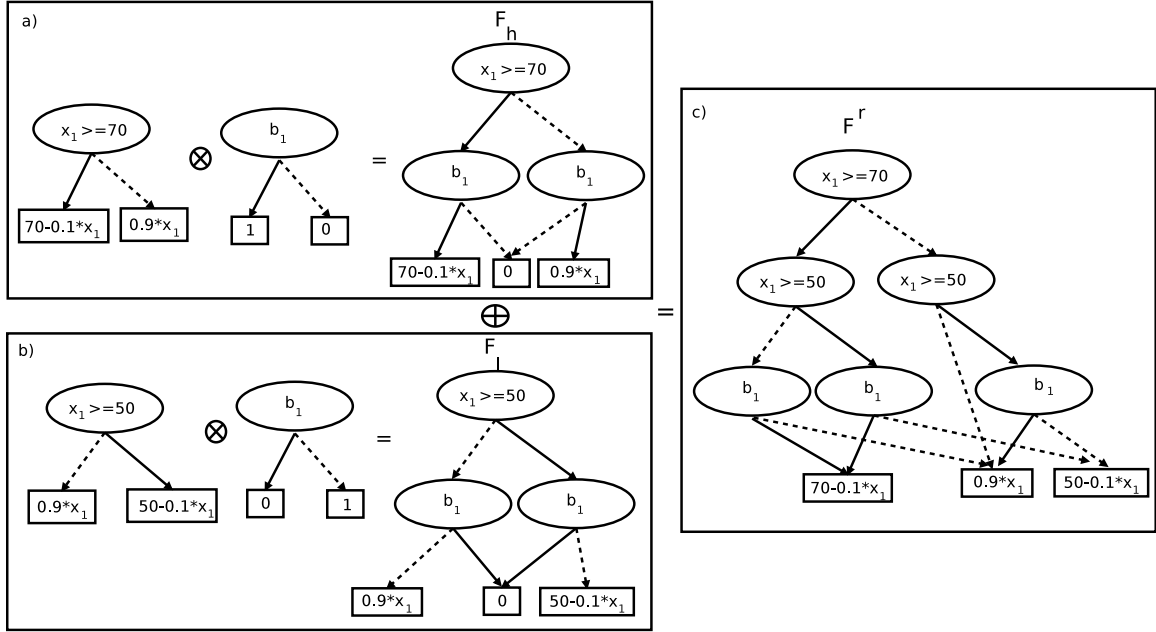 a)
F_h
x_1 >=70
x_1 >=70
b_1
⊗
=
b_1
b_1
70-0.1*x_1
0.9*x_1
1
0
70-0.1*x_1
0
0.9*x_1
⊕
=
b)
F_l
x_1 >=50
x_1 >=50
b_1
⊗
=
b_1
b_1
0.9*x_1
50-0.1*x_1
0
1
0.9*x_1
0
50-0.1*x_1
c)
F^r
x_1 >=70
x_1 >=50
x_1 >=50
b_1
b_1
b_1
70-0.1*x_1
0.9*x_1
50-0.1*x_1